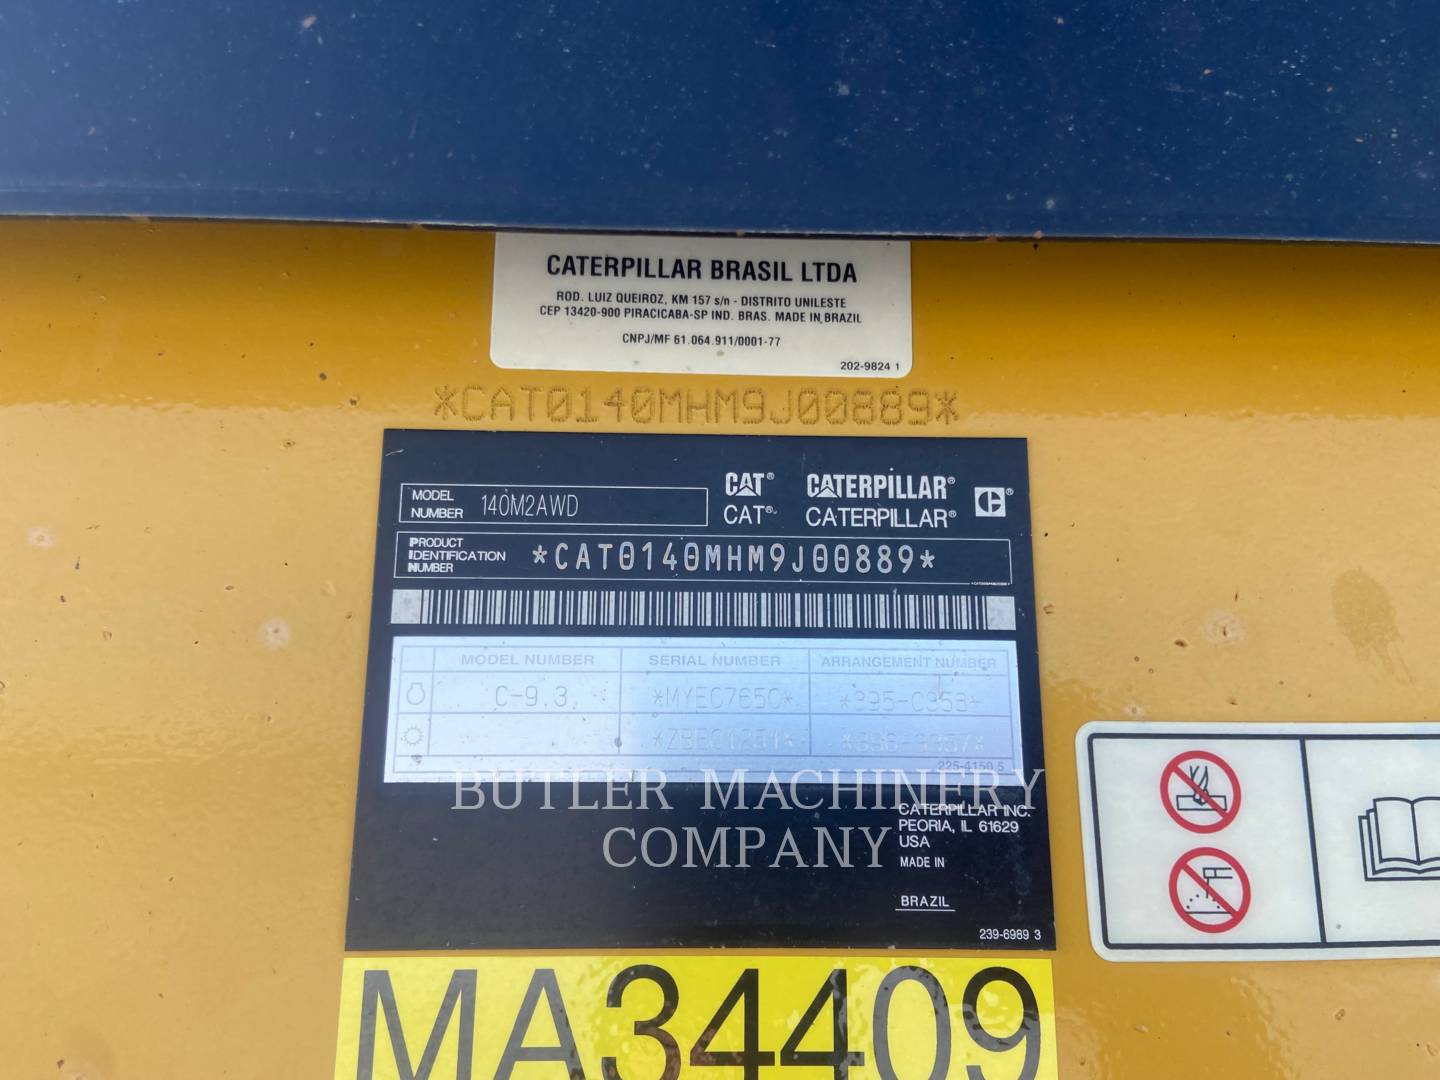 CATERPILLAR BRASIL LTDA
ROD. LUIZ QUEIROZ, KM 157 s/n - DISTRITO UNILESTE
CEP 13420-900 PIRACICABA-SP IND. BRAS. MADE IN BRAZIL
CNPJ/MF 61.064.911/0001-77
202-9824 1
*CAT0140MHM9J00889*
MODEL NUMBER 140M2AWD
CAT® CATERPILLAR® C®
CAT® CATERPILLAR®
PRODUCT IDENTIFICATION NUMBER *CAT0140MHM9J00889*
MODEL NUMBER SERIAL NUMBER ARRANGEMENT NUMBER
C-9.3
225-4150 5
BUTLER MACHINERY
COMPANY
CATERPILLAR INC.
PEORIA, IL 61629
USA
MADE IN
BRAZIL
239-6989 3
MA34409